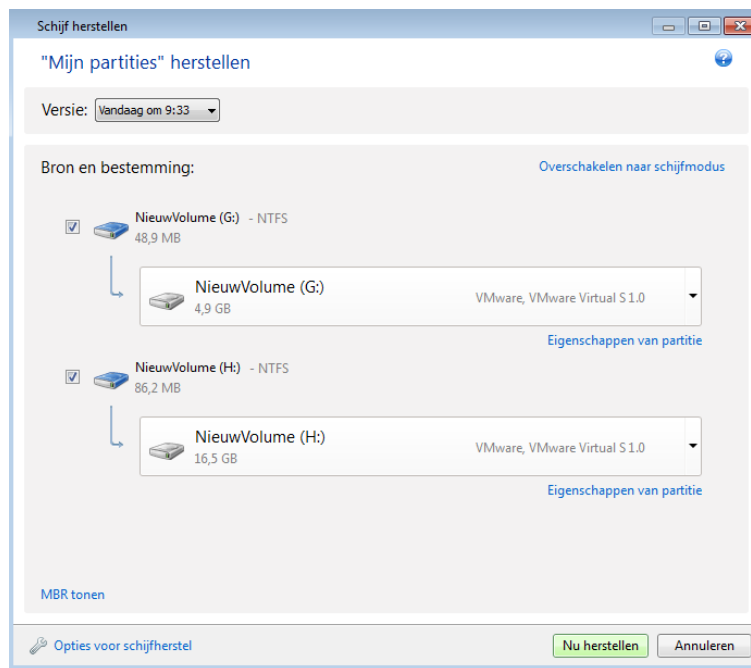 Schijf herstellen
"Mijn partities" herstellen
Versie: Vandaag om 9:33
Bron en bestemming: Overschakelen naar schijfmodus
NieuwVolume (G:) - NTFS
48,9 MB
NieuwVolume (G:)
4,9 GB
VMware, VMware Virtual S 1.0
Eigenschappen van partitie
NieuwVolume (H:) - NTFS
86,2 MB
NieuwVolume (H:)
16,5 GB
VMware, VMware Virtual S 1.0
Eigenschappen van partitie
MBR tonen
Opties voor schijfherstel Nu herstellen Annuleren